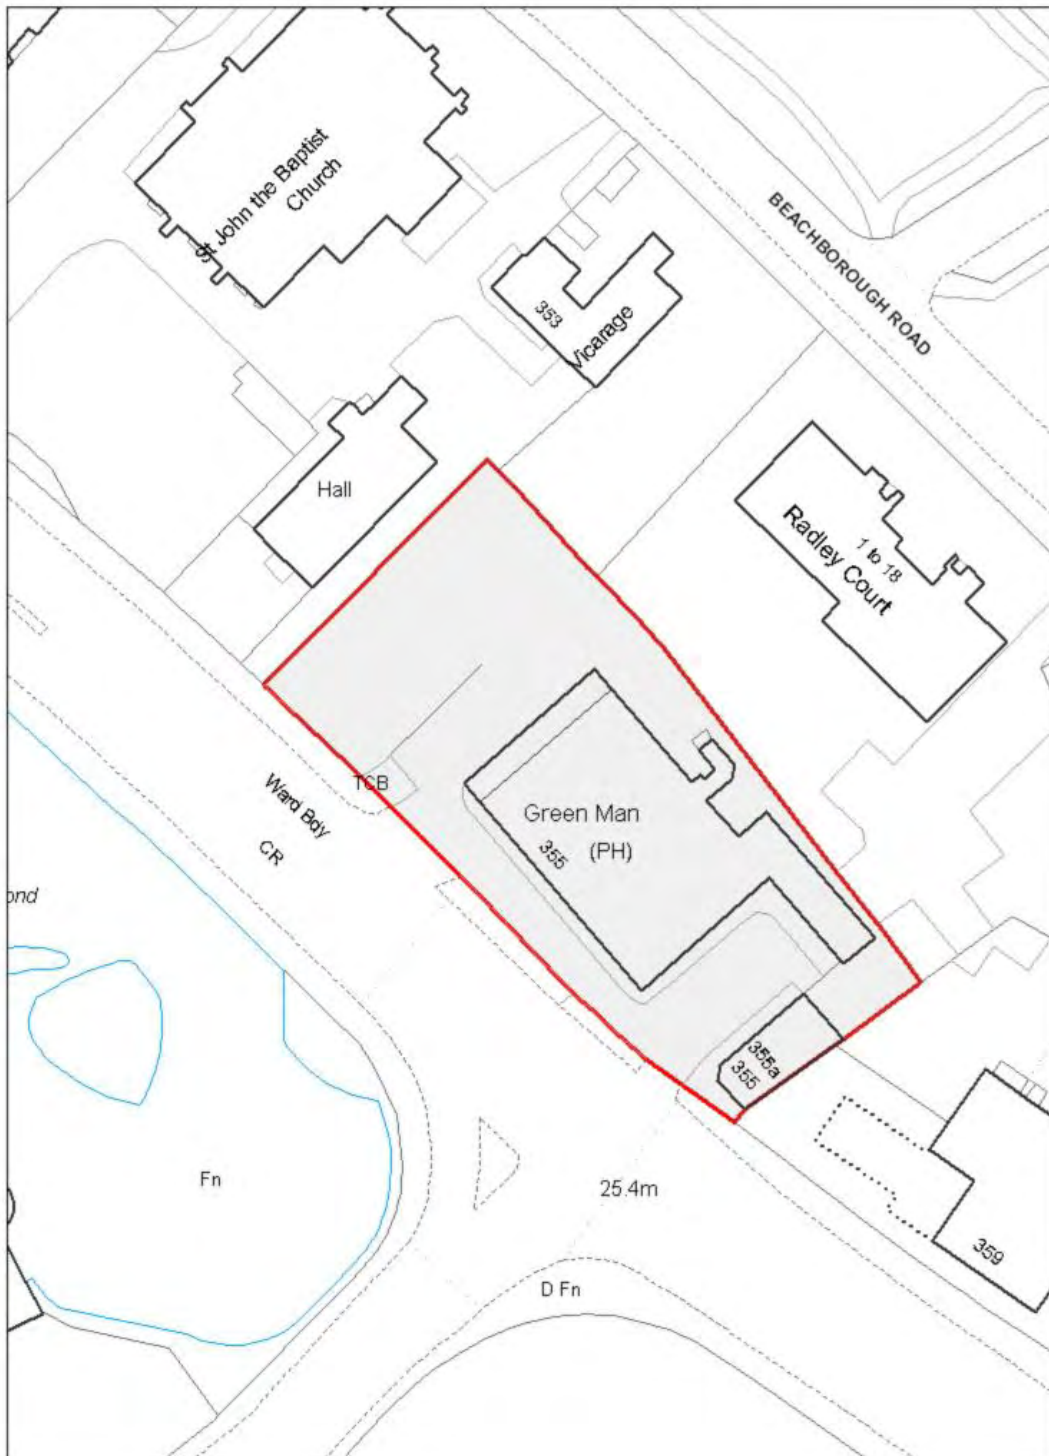 St John the Baptist
Church
BEACHBOROUGH ROAD
353
Vicarage
Hall
1 to 18
Radley Court
TCB
Ward Bdy
CR
Green Man
(PH)
355
355a
355
Fn
25.4m
359
D Fn